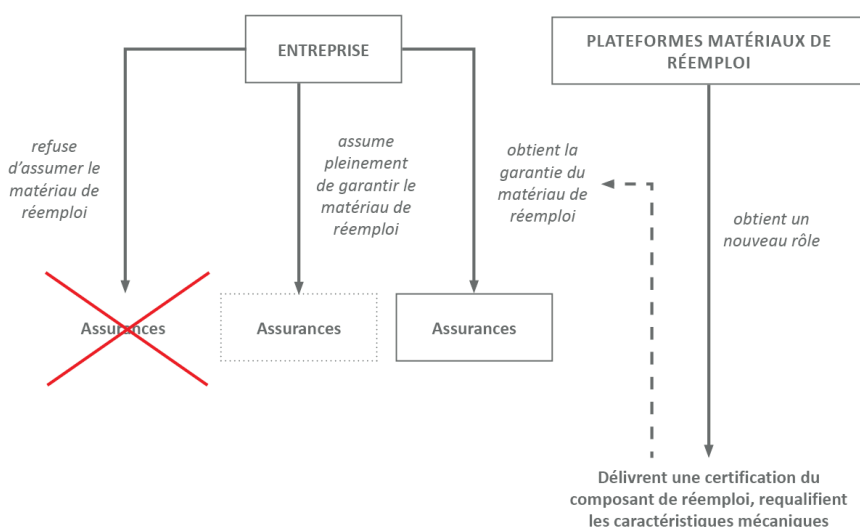 ENTREPRISE
PLATEFORMES MATÉRIAUX DE
RÉEMPLOI
refuse
d'assumer le
matériau de
réemploi
assume
pleinement
de garantir le
matériau de
réemploi
obtient la
garantie du
matériau de
réemploi
obtient un
nouveau rôle
Assurances
Assurances
Assurances
Délivrent une certification du
composant de réemploi, requalifient
les caractéristiques mécaniques